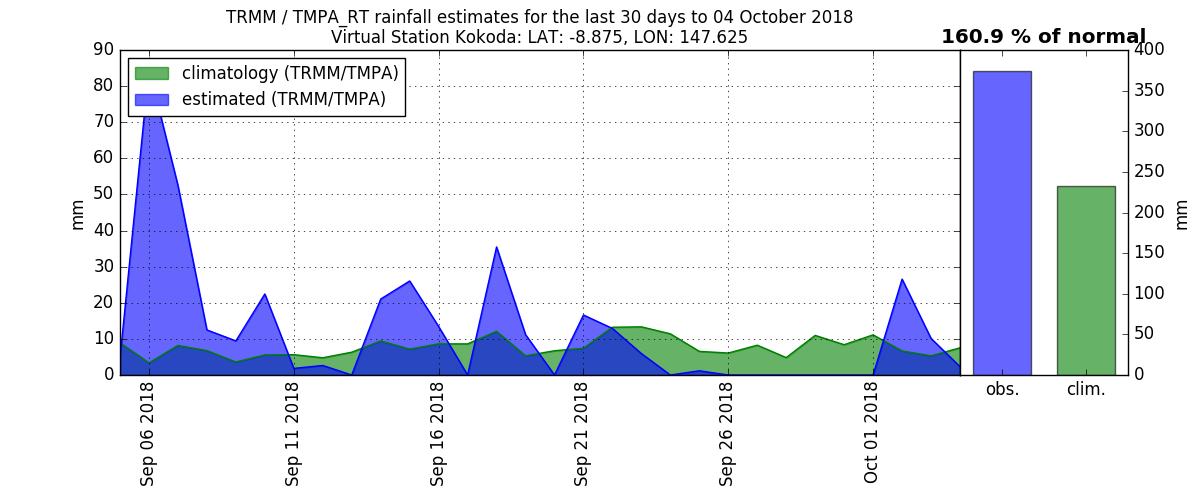 TRMM / TMPA_RT rainfall estimates for the last 30 days to 04 October 2018
Virtual Station Kokoda: LAT: -8.875, LON: 147.625
160.9 % of normal
climatology (TRMM/TMPA)
estimated (TRMM/TMPA)
mm
90
80
70
60
50
40
30
20
10
0
Sep 06 2018
Sep 11 2018
Sep 16 2018
Sep 21 2018
Sep 26 2018
Oct 01 2018
400
350
300
250
200
150
100
50
0
mm
obs.
clim.